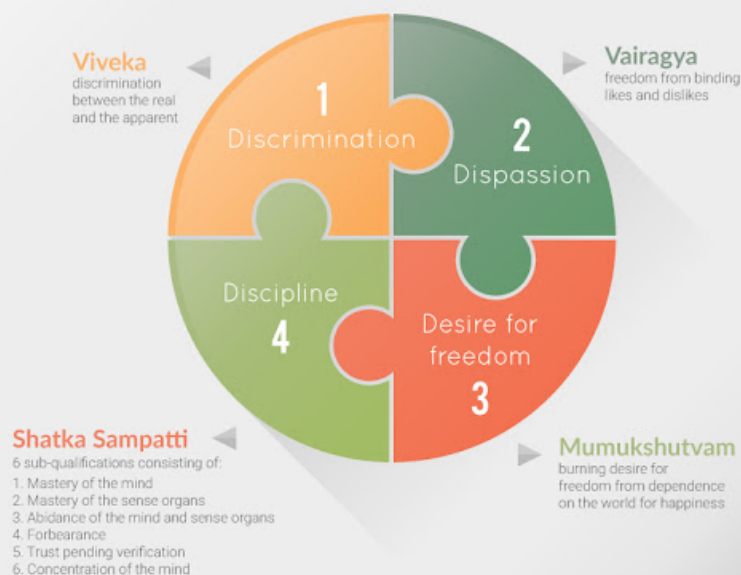 Viveka
discrimination
between the real
and the apparent
1
Discrimination
2
Dispassion
Vairagya
freedom from binding
likes and dislikes
Discipline
4
Desire for
freedom
3
Shatka Sampatti
6 sub-qualifications consisting of:
1. Mastery of the mind
2. Mastery of the sense organs
3. Abidance of the mind and sense organs
4. Forbearance
5. Trust pending verification
6. Concentration of the mind
Mumukshutvam
burning desire for
freedom from dependence
on the world for happiness